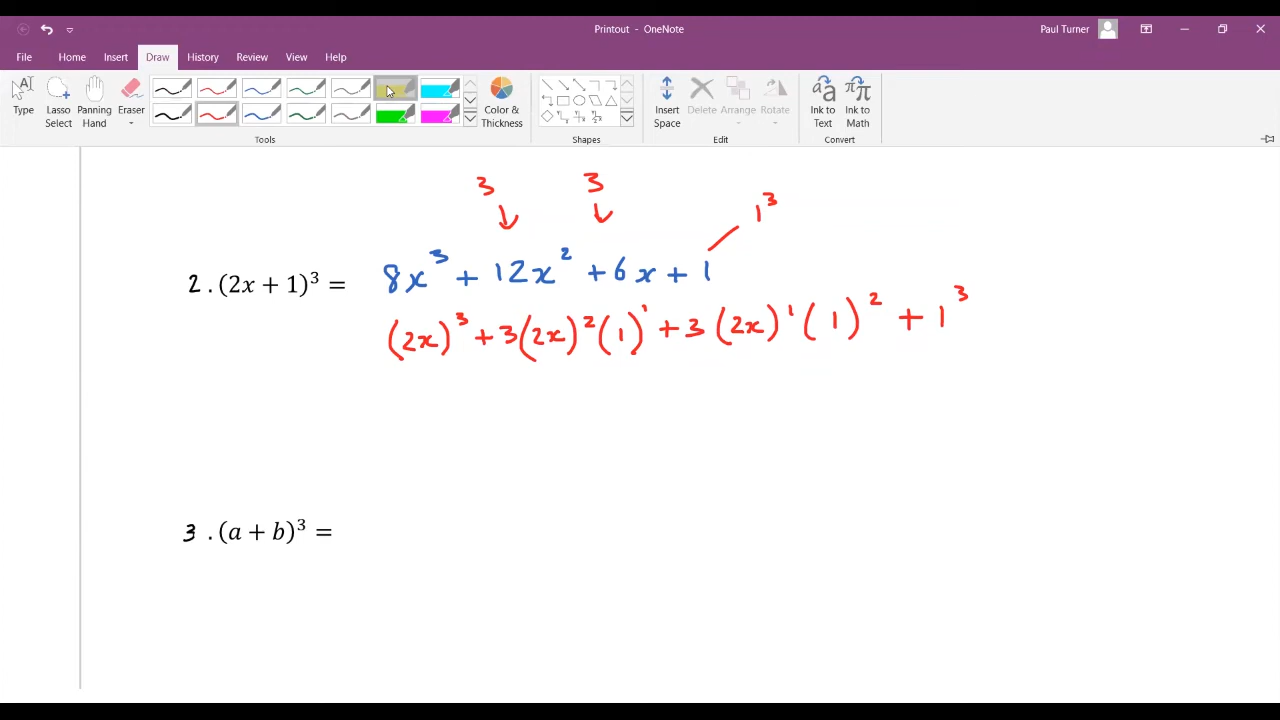 Printout - OneNote
Paul Turner
File Home Insert Draw History Review View Help
Type
Lasso Select
Panning Hand
Eraser
Color & Thickness
Insert Space
Delete
Arrange
Rotate
Ink to Text
Ink to Math
Tools
Shapes
Edit
Convert
3 3 1³
2. (2x + 1)³ = 8x³ + 12x² + 6x + 1
(2x)³ + 3(2x)²(1)¹ + 3(2x)¹(1)² + 1³
3. (a + b)³ =